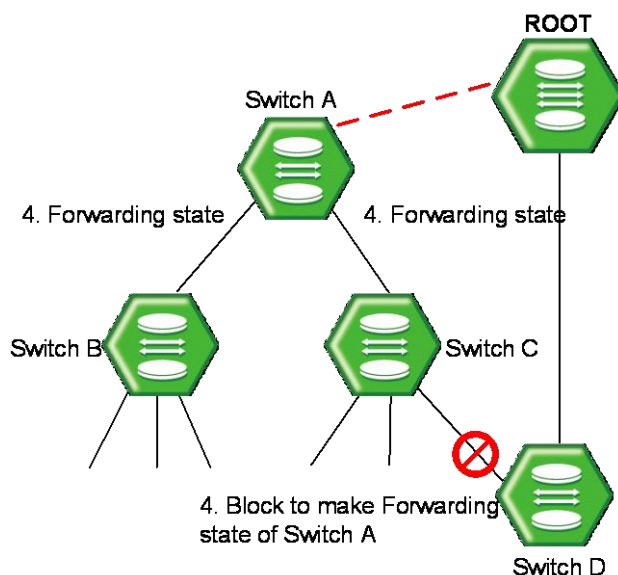 ROOT
Switch A
4. Forwarding state
4. Forwarding state
Switch B
Switch C
4. Block to make Forwarding
state of Switch A
Switch D